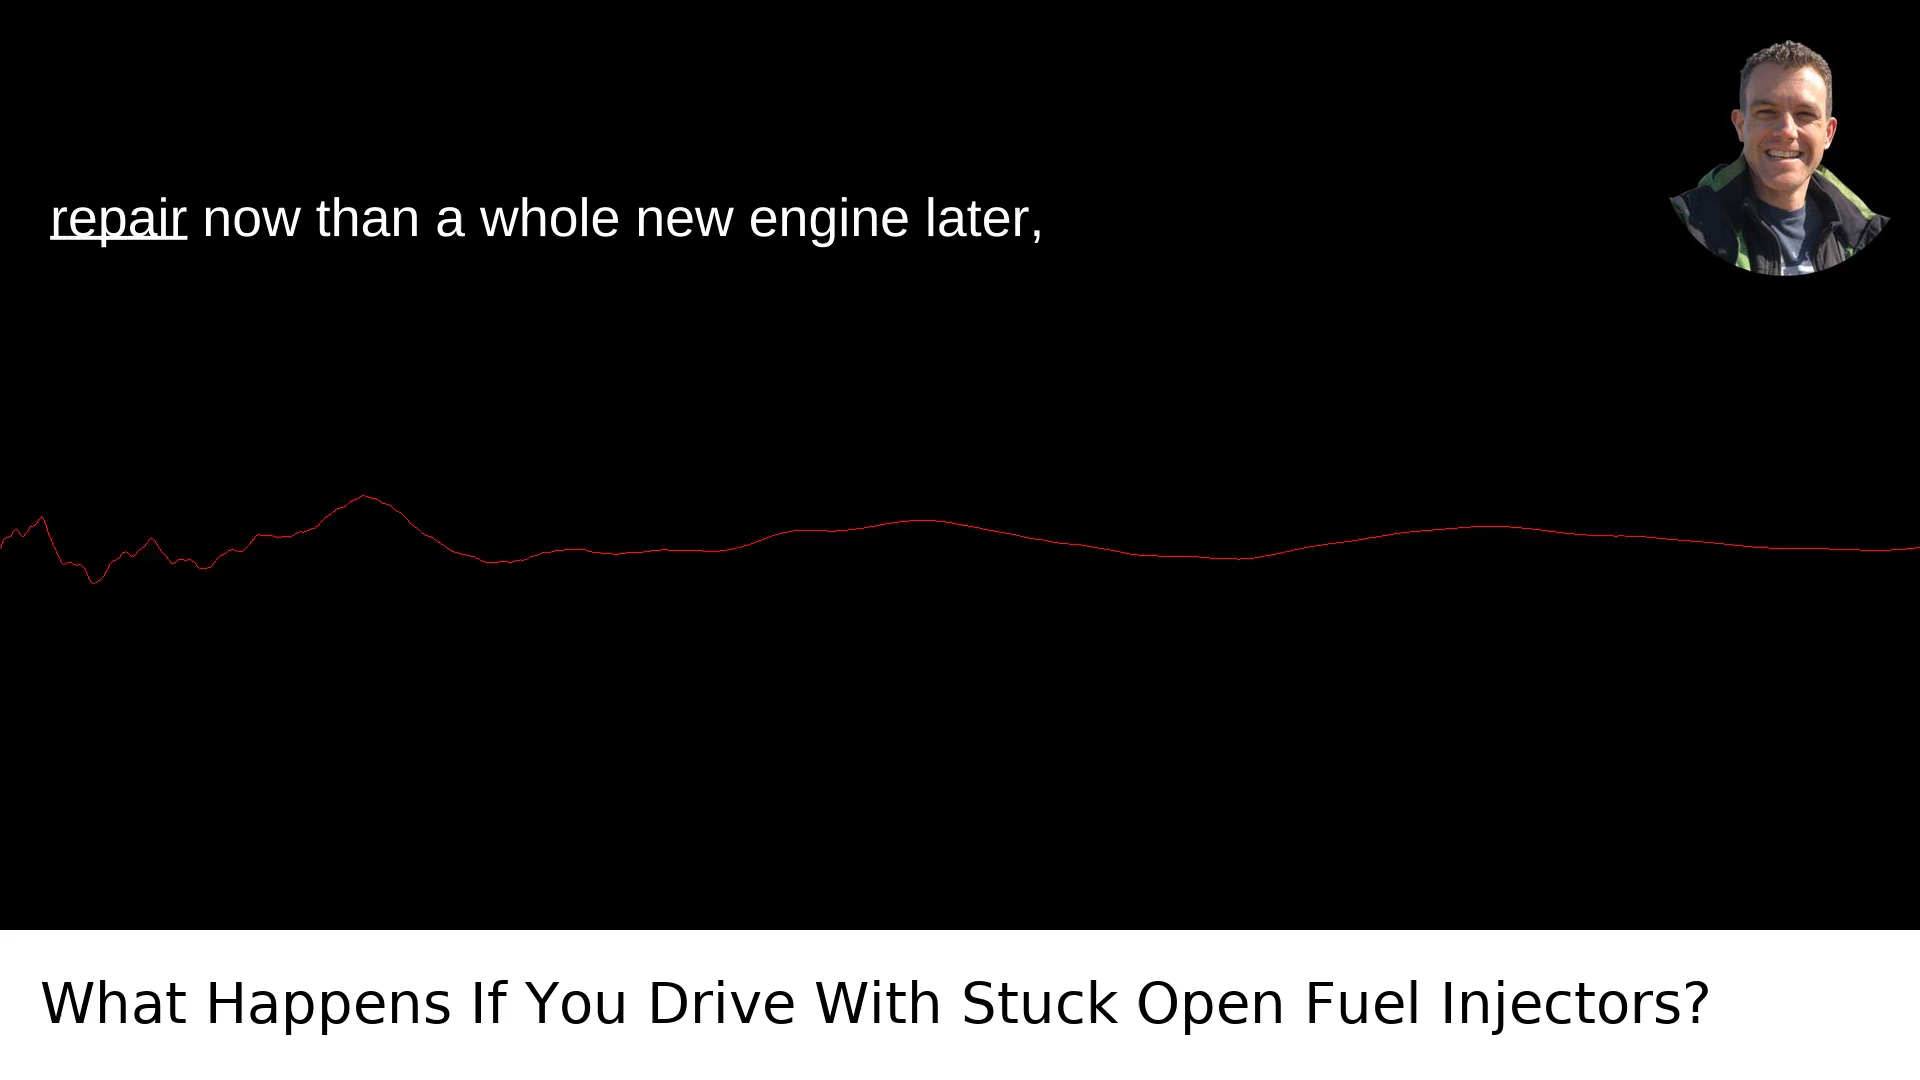 repair now than a whole new engine later,
What Happens If You Drive With Stuck Open Fuel Injectors?